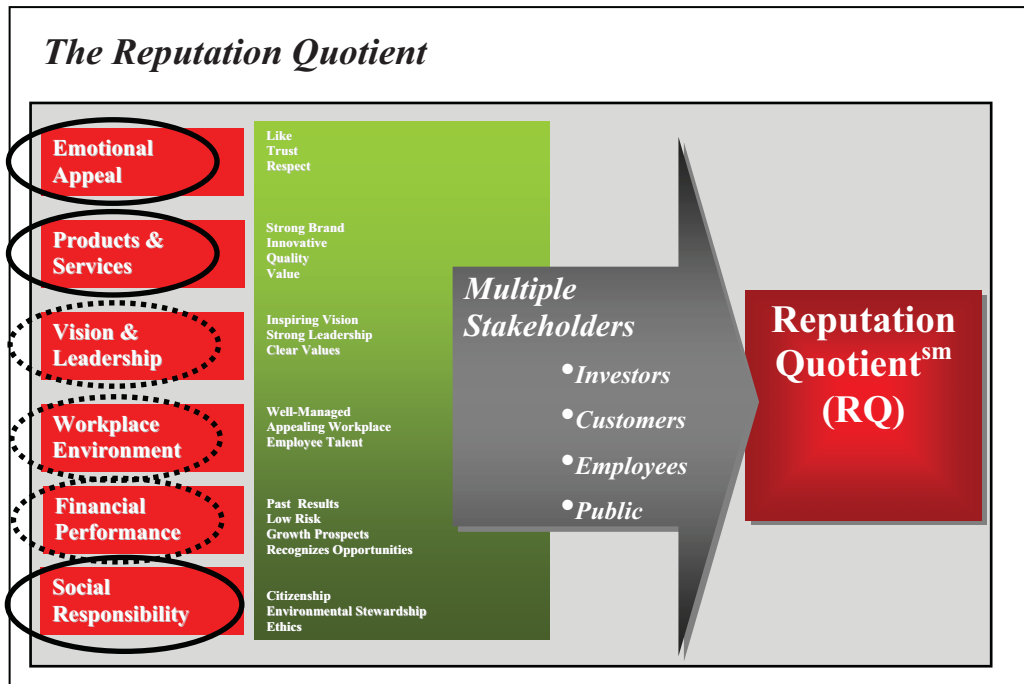 The Reputation Quotient
Emotional
Appeal
Like
Trust
Respect
Products &
Services
Strong Brand
Innovative
Quality
Value
Vision &
Leadership
Inspiring Vision
Strong Leadership
Clear Values
Workplace
Environment
Well-Managed
Appealing Workplace
Employee Talent
Financial
Performance
Past Results
Low Risk
Growth Prospects
Recognizes Opportunities
Social
Responsibility
Citizenship
Environmental Stewardship
Ethics
Multiple
Stakeholders
•Investors
•Customers
•Employees
•Public
Reputation
Quotient^sm
(RQ)